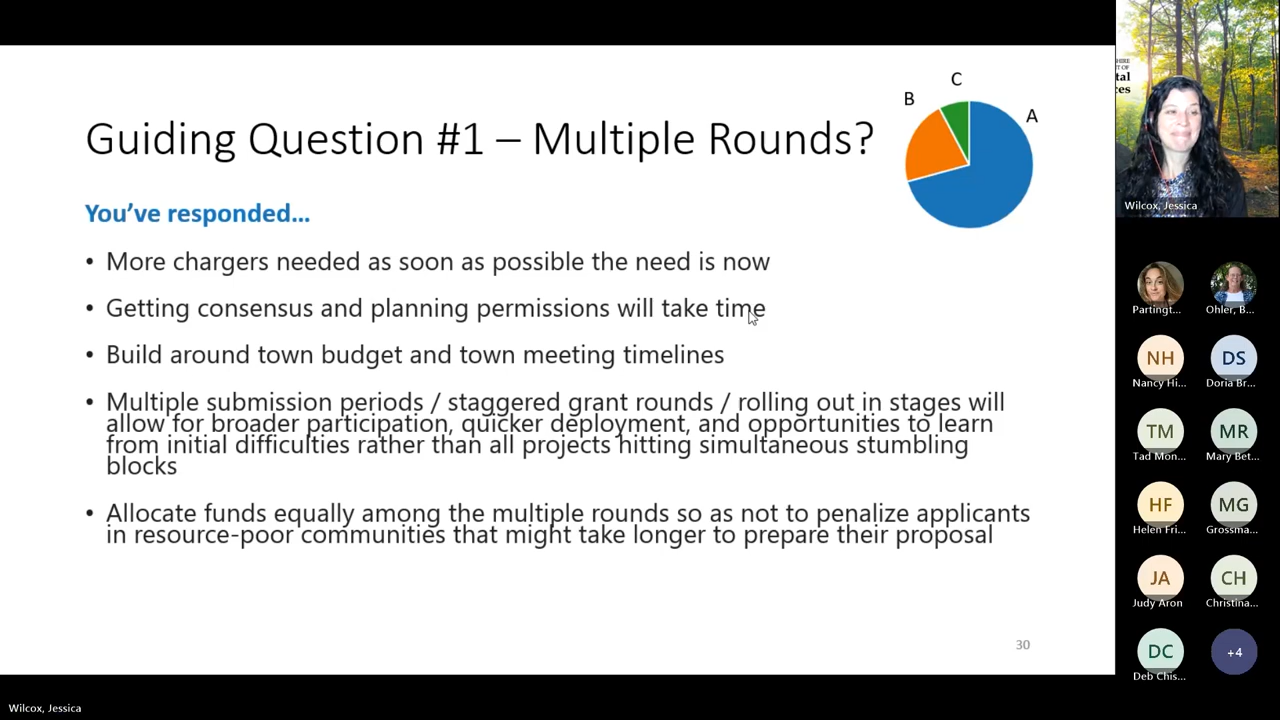 Guiding Question #1 – Multiple Rounds?
C
B
A
You've responded...
• More chargers needed as soon as possible the need is now
• Getting consensus and planning permissions will take time
• Build around town budget and town meeting timelines
• Multiple submission periods / staggered grant rounds / rolling out in stages will
allow for broader participation, quicker deployment, and opportunities to learn
from initial difficulties rather than all projects hitting simultaneous stumbling
blocks
• Allocate funds equally among the multiple rounds so as not to penalize applicants
in resource-poor communities that might take longer to prepare their proposal
30
Wilcox, Jessica
Partingt...
Ohler, B...
NH
DS
Nancy Hi...
Doria Br...
TM
MR
Tad Mon...
Mary Bet...
HF
MG
Helen Fri...
Grossma...
JA
CH
Judy Aron
Christina...
DC
+4
Deb Chis...
Wilcox, Jessica